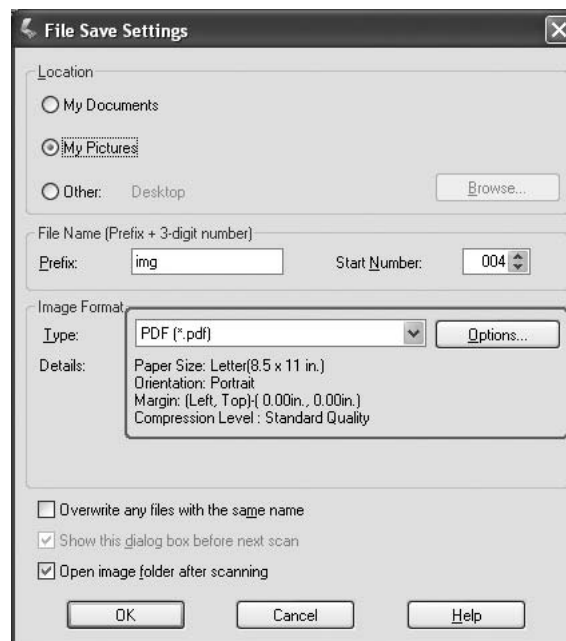 File Save Settings
Location
My Documents
My Pictures
Other: Desktop Browse...
File Name (Prefix + 3-digit number)
Prefix: img Start Number: 004
Image Format
Type: PDF (*.pdf) Options...
Details: Paper Size: Letter(8.5 x 11 in.)
Orientation: Portrait
Margin: (Left, Top)-( 0.00in., 0.00in.)
Compression Level : Standard Quality
Overwrite any files with the same name
Show this dialog box before next scan
Open image folder after scanning
OK Cancel Help